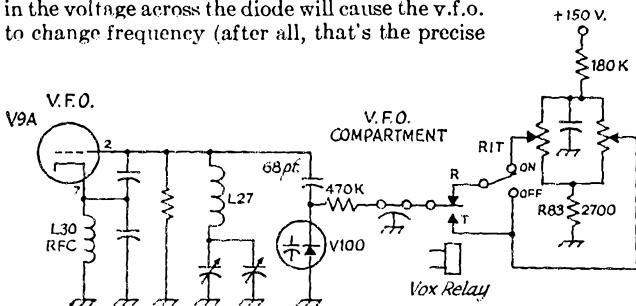 in the voltage across the diode will cause the v.f.o.
to change frequency (after all, that's the precise
+150 V.
180K
V.F.O.
V9A
2
7
L30
RFC
L27
68pf.
470K
V100
V.F.O.
COMPARTMENT
R
T
RIT
ON
OFF
R83
2700
Vox Relay